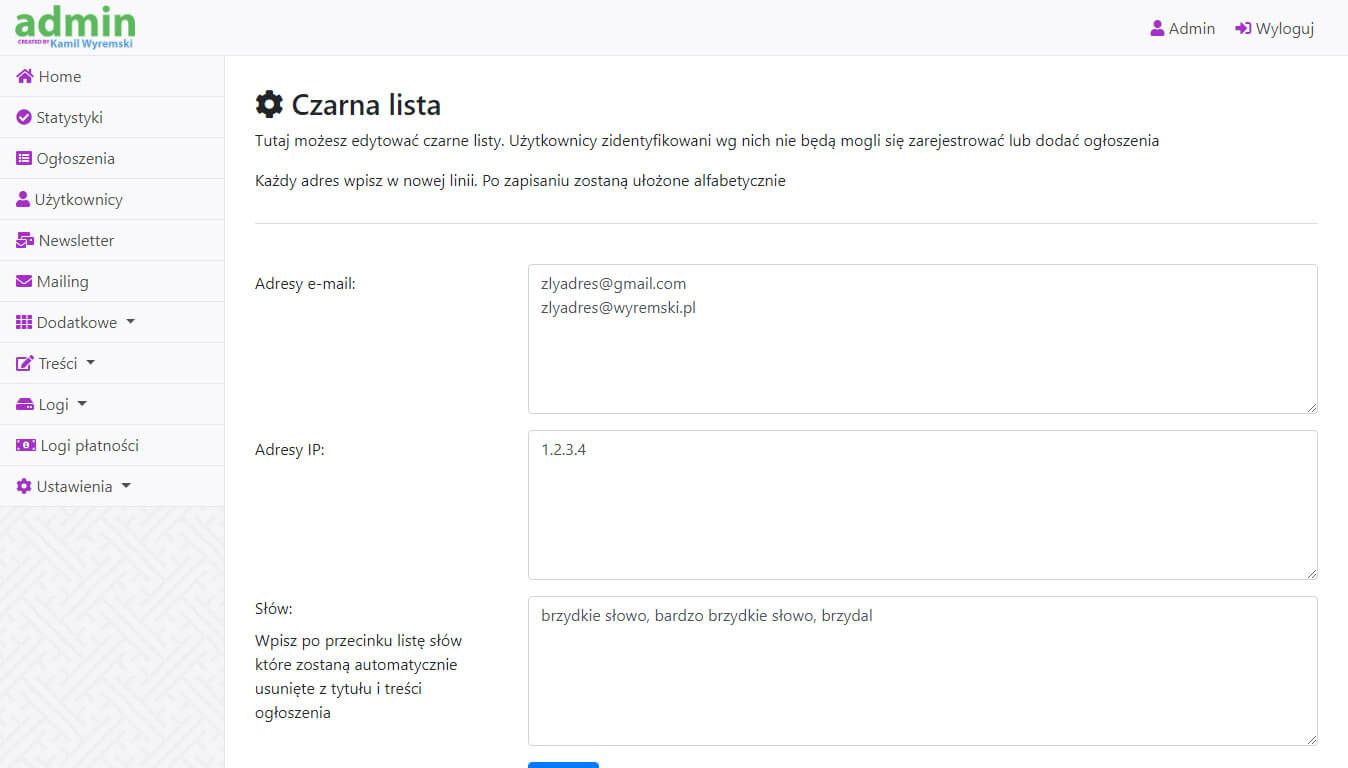 admin
CREATED BY Kamil Wyremski
Admin
Wyloguj
Home
Statystyki
Ogłoszenia
Użytkownicy
Newsletter
Mailing
Dodatkowe
Treści
Logi
Logi płatności
Ustawienia
Czarna lista
Tutaj możesz edytować czarne listy. Użytkownicy zidentyfikowani wg nich nie będą mogli się zarejestrować lub dodać ogłoszenia
Każdy adres wpisz w nowej linii. Po zapisaniu zostaną ułożone alfabetycznie
Adresy e-mail:
zlyadres@gmail.com
zlyadres@wyremski.pl
Adresy IP:
1.2.3.4
Słów:
Wpisz po przecinku listę słów
które zostaną automatycznie
usunięte z tytułu i treści
ogłoszenia
brzydkie słowo, bardzo brzydkie słowo, brzydal